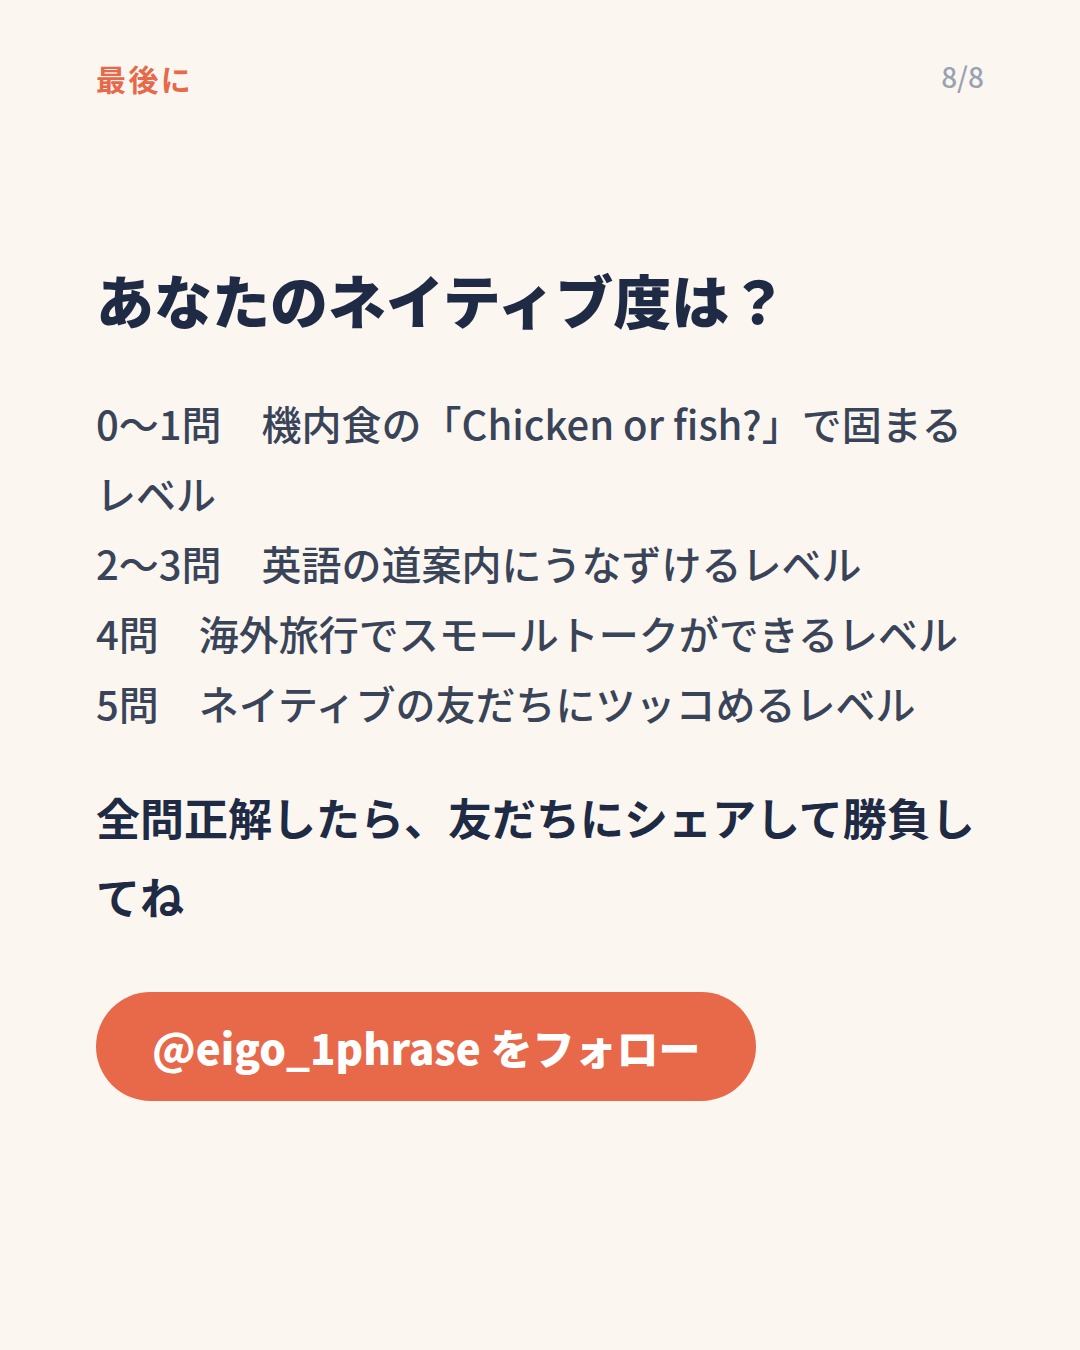 最後に
8/8
あなたのネイティブ度は？
0〜1問　機内食の「Chicken or fish?」で固まる
レベル
2〜3問　英語の道案内にうなずけるレベル
4問　海外旅行でスモールトークができるレベル
5問　ネイティブの友だちにツッコめるレベル
全問正解したら、友だちにシェアして勝負し
てね
@eigo_1phrase をフォロー